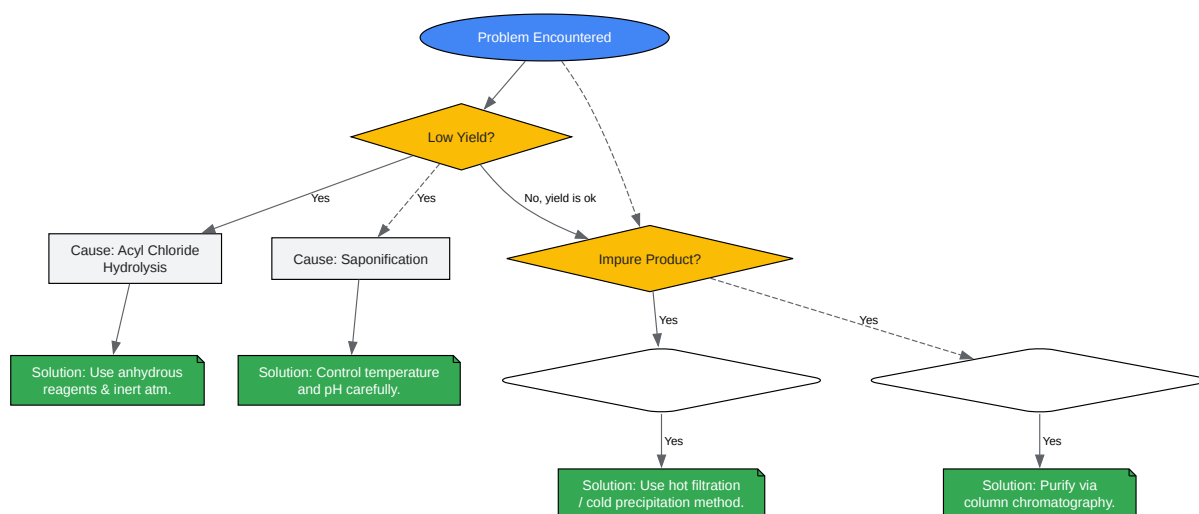 Problem Encountered
Low Yield?
Yes
Yes
No, yield is ok
Cause: Acyl Chloride
Hydrolysis
Cause: Saponification
Impure Product?
Yes
Yes
Solution: Use anhydrous
reagents & inert atm.
Solution: Control temperature
and pH carefully.
Yes
Yes
Solution: Use hot filtration
/ cold precipitation method.
Solution: Purify via
column chromatography.